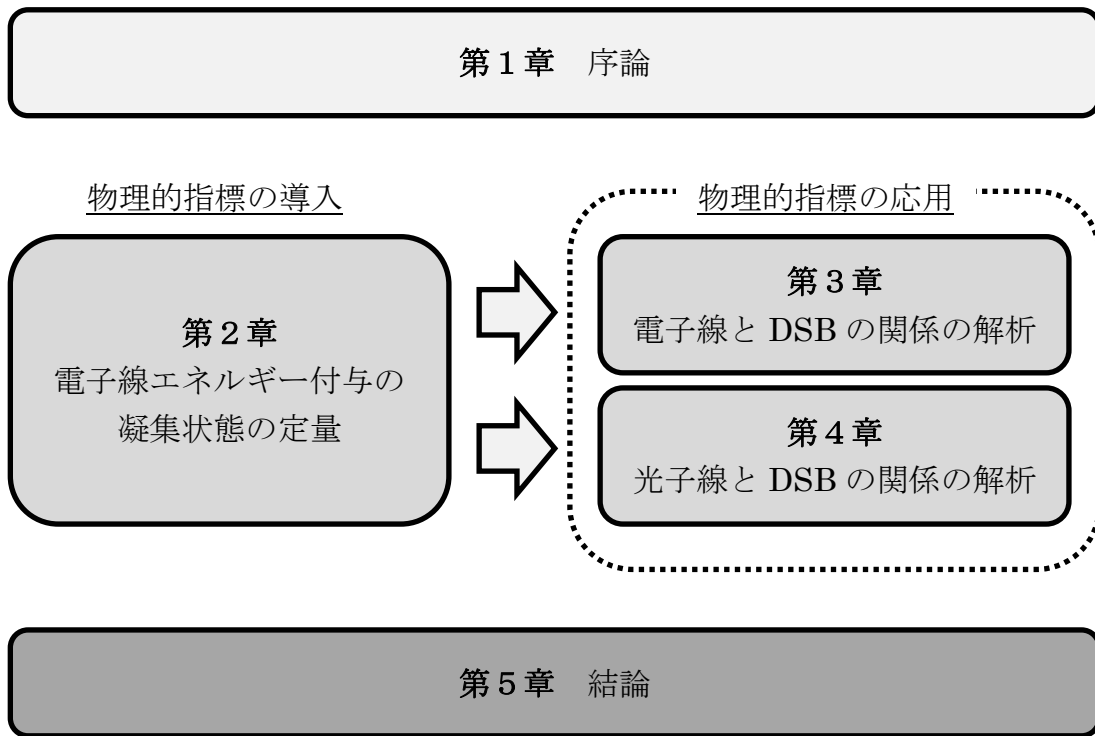 第１章　序論
物理的指標の導入
第２章
電子線エネルギー付与の
凝集状態の定量
物理的指標の応用
第３章
電子線と DSB の関係の解析
第４章
光子線と DSB の関係の解析
第５章　結論